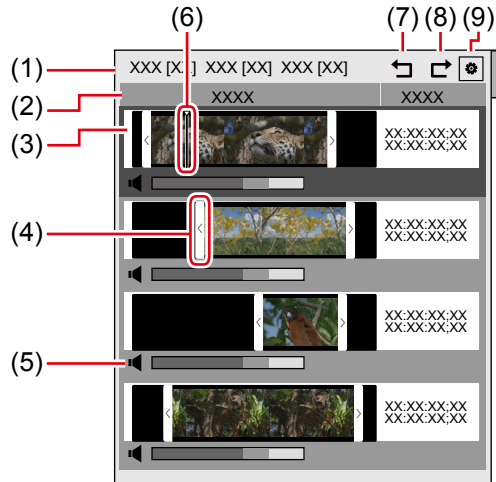 (6)
(7) (8) (9)
(1) XXX [XX] XXX [XX] XXX [XX]
(2) XXXX XXXX
(3) XX:XX:XX;XX
XX:XX:XX;XX
(4) XX:XX:XX;XX
XX:XX:XX;XX
XX:XX:XX;XX
XX:XX:XX;XX
(5)
XX:XX:XX;XX
XX:XX:XX;XX